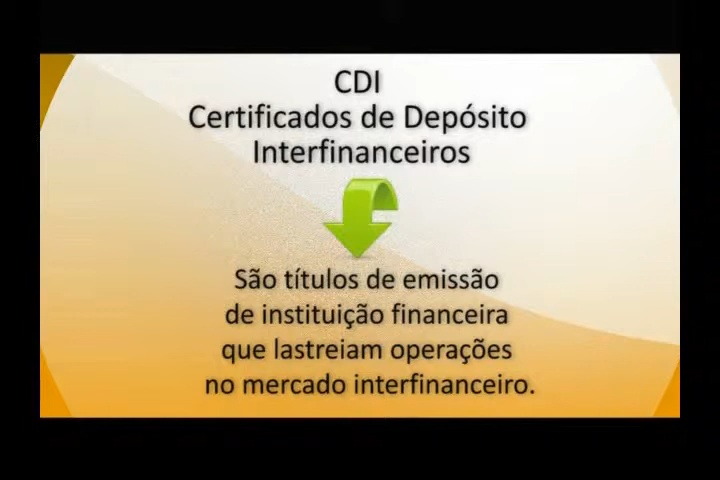 CDI
Certificados de Depósito
Interfinanceiros
São títulos de emissão
de instituição financeira
que lastreiam operações
no mercado interfinanceiro.